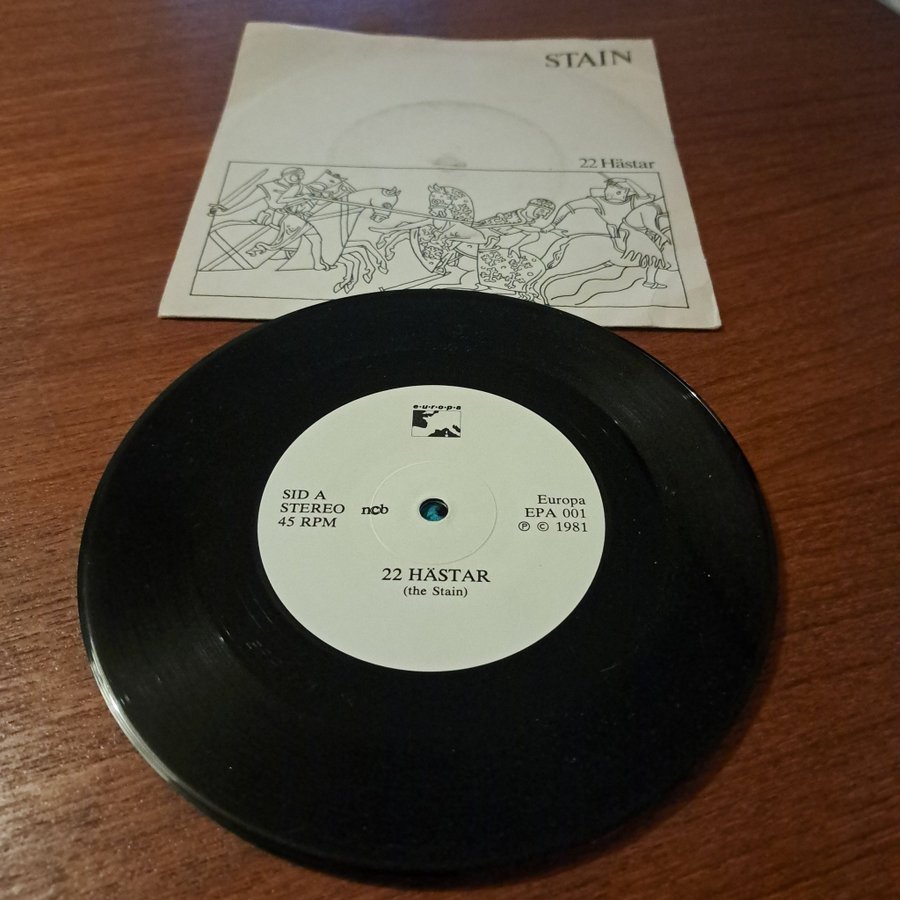 STAIN
22 Hästar
e·u·r·o·p·a
SID A
STEREO
45 RPM
ncb
Europa
EPA 001
℗ © 1981
22 HÄSTAR
(the Stain)